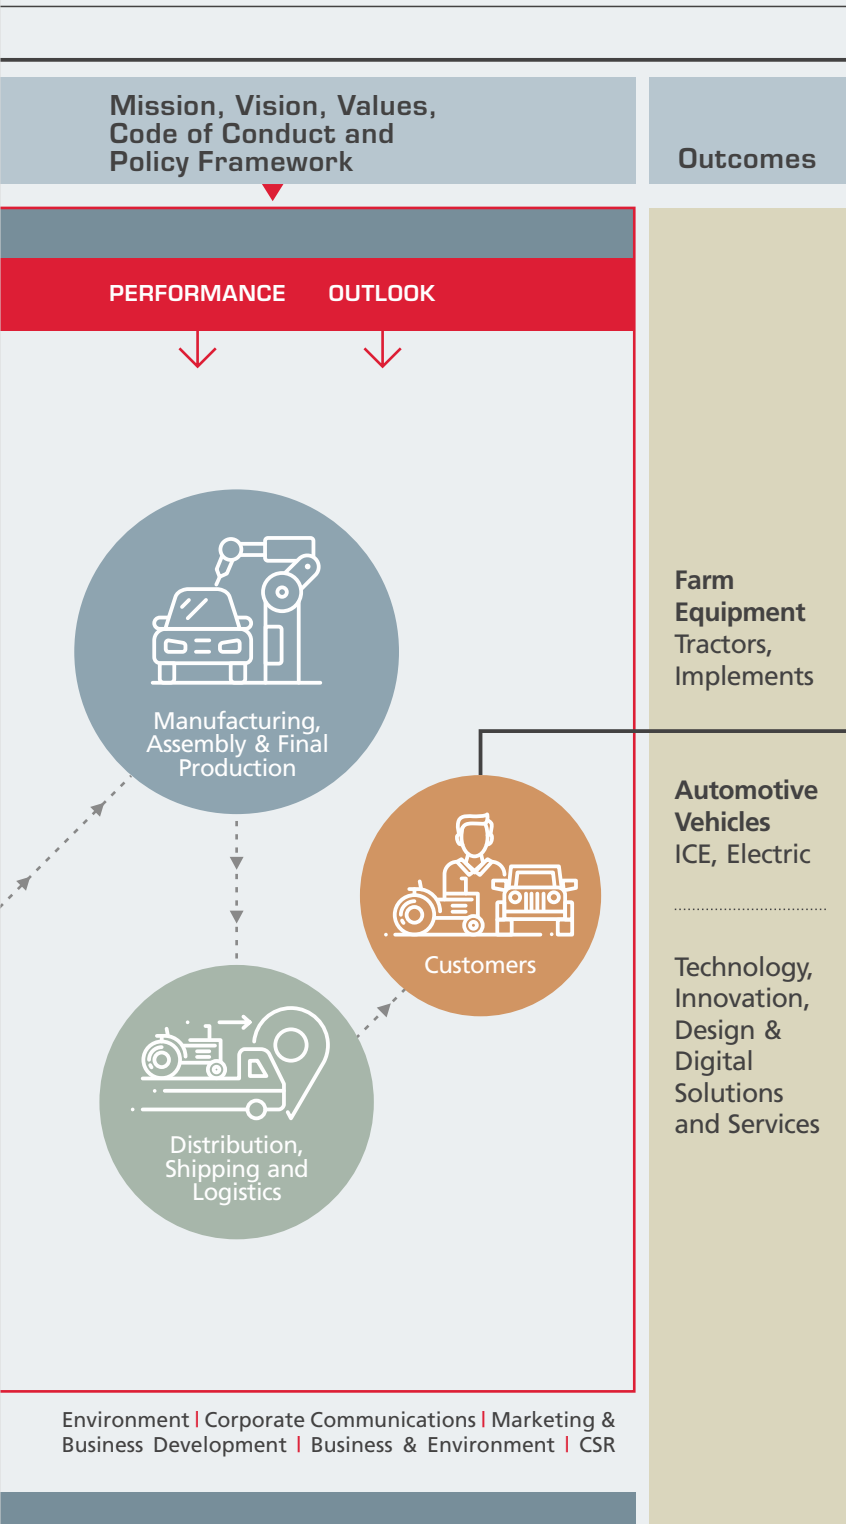 Mission, Vision, Values,
Code of Conduct and
Policy Framework
Outcomes
PERFORMANCE OUTLOOK
Manufacturing,
Assembly & Final
Production
Customers
Distribution,
Shipping and
Logistics
Farm
Equipment
Tractors,
Implements
Automotive
Vehicles
ICE, Electric
Technology,
Innovation,
Design &
Digital
Solutions
and Services
Environment | Corporate Communications | Marketing &
Business Development | Business & Environment | CSR